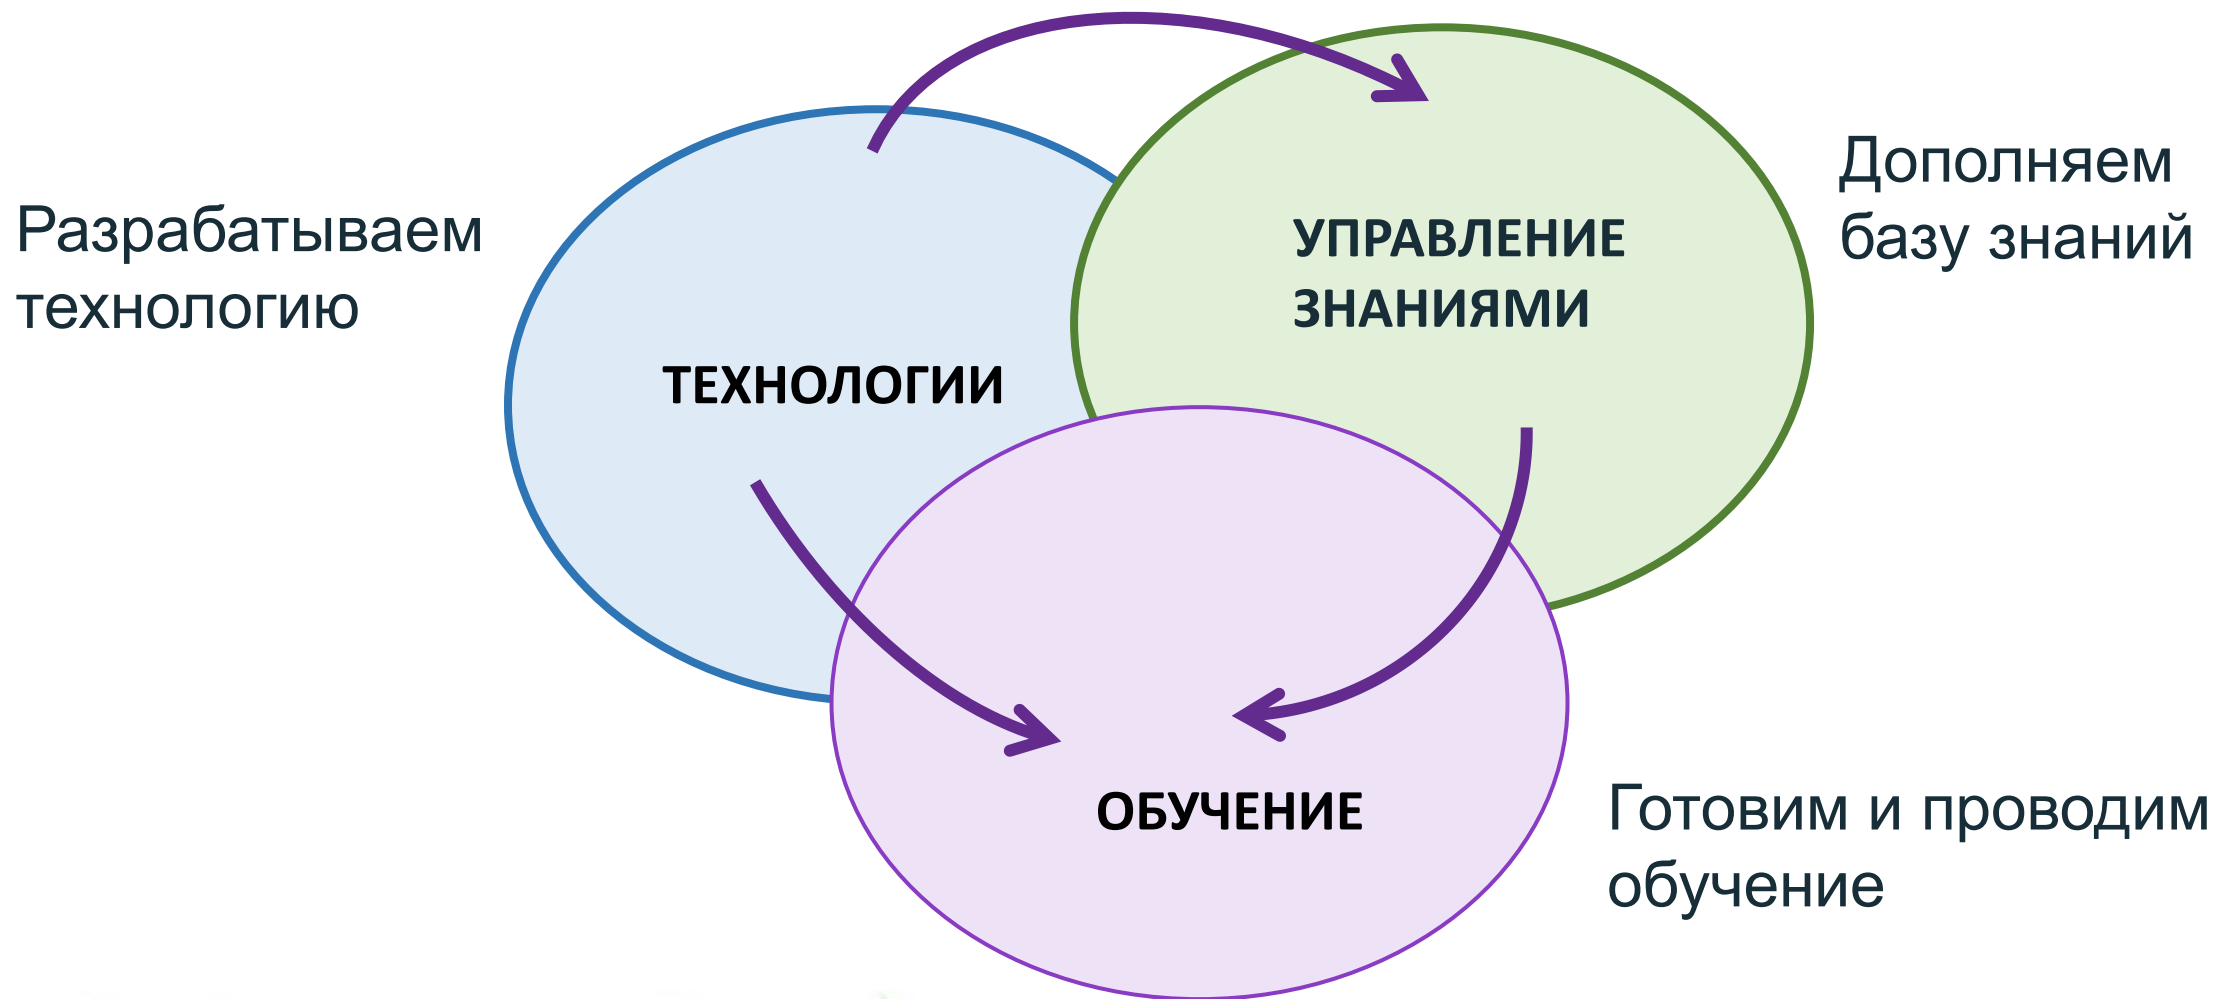 Разрабатываем
технологию
ТЕХНОЛОГИИ
УПРАВЛЕНИЕ
ЗНАНИЯМИ
Дополняем
базу знаний
ОБУЧЕНИЕ
Готовим и проводим
обучение